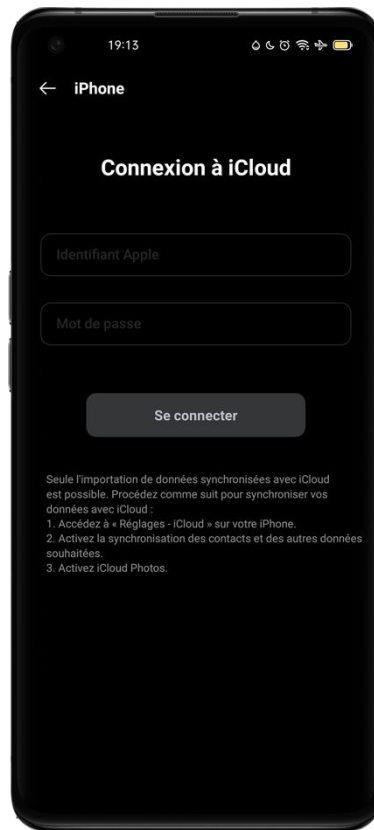 19:13
← iPhone
Connexion à iCloud
Identifiant Apple
Mot de passe
Se connecter
Seule l'importation de données synchronisées avec iCloud
est possible. Procédez comme suit pour synchroniser vos
données avec iCloud :
1. Accédez à « Réglages - iCloud » sur votre iPhone.
2. Activez la synchronisation des contacts et des autres données
souhaitées.
3. Activez iCloud Photos.